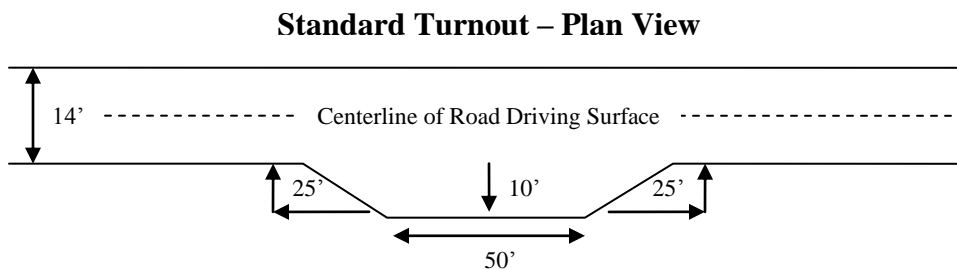 Standard Turnout – Plan View
14’
Centerline of Road Driving Surface
25’
10’
25’
50’